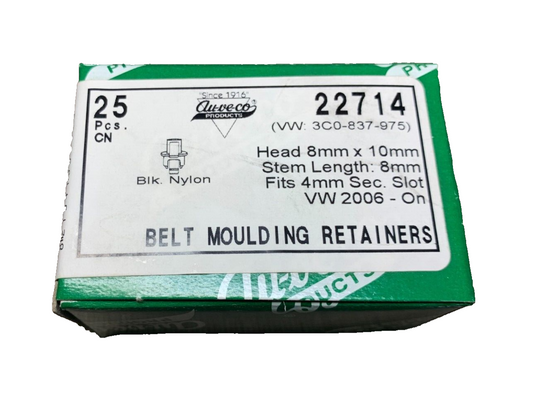 25
Pcs.
CN
"Since 1916"
Au-ve-co®
PRODUCTS
Blk. Nylon
22714
(VW: 3C0-837-975)
Head 8mm x 10mm
Stem Length: 8mm
Fits 4mm Sec. Slot
VW 2006 - On
BELT MOULDING RETAINERS